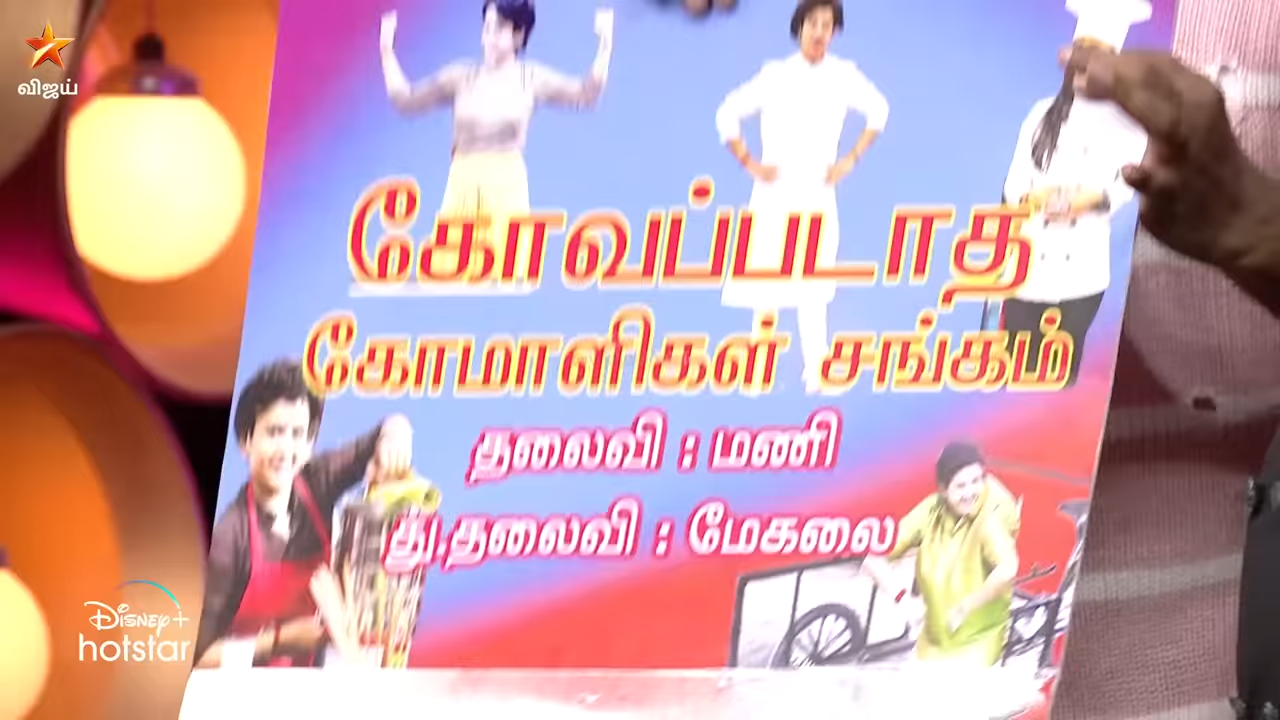 விஜய்
கோவப்படாத
கோமாளிகள் சங்கம்
தலைவி : மணி
து.தலைவி : மேகலை
Disney+
hotstar